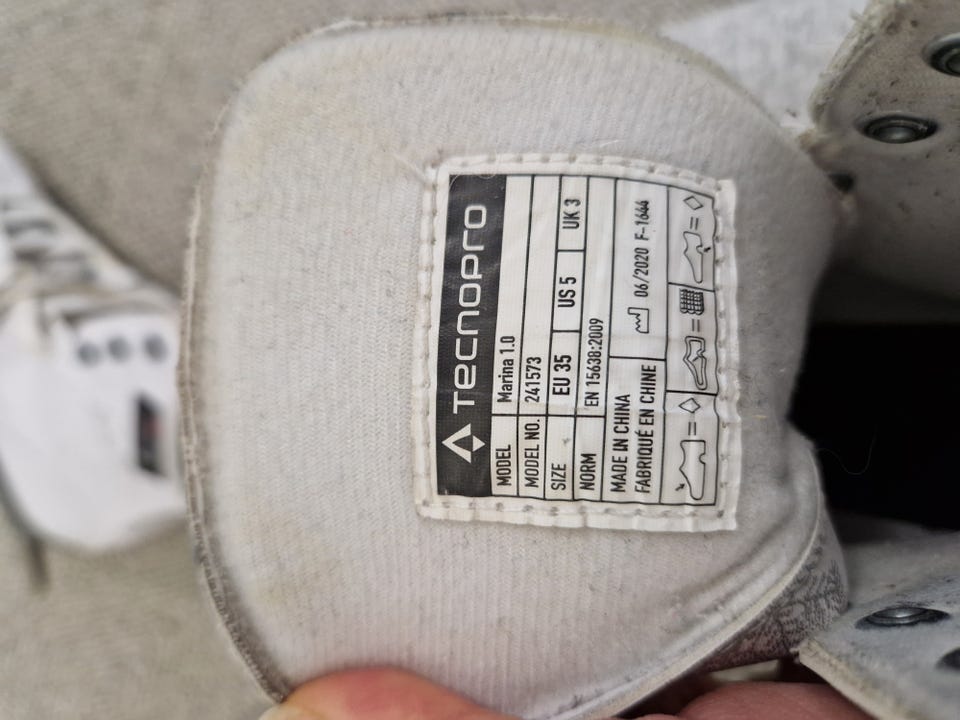 TECNOPRO
MODEL Marina 1.0
MODEL NO. 241573
SIZE EU 35 US 5 UK 3
NORM EN 15638:2009
MADE IN CHINA
FABRIQUÉ EN CHINE
06/2020 F-1644
= =  =